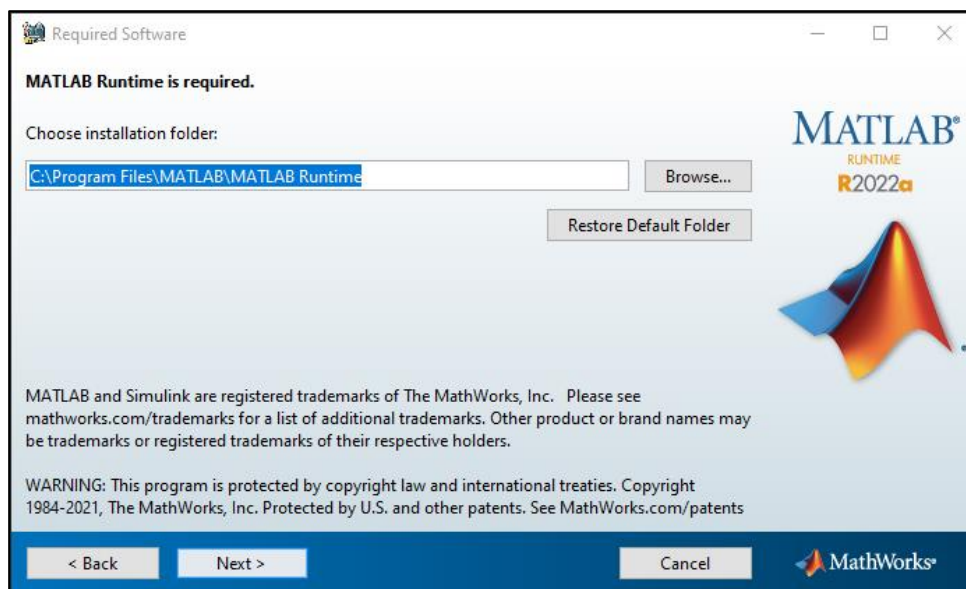 Required Software
MATLAB Runtime is required.
Choose installation folder:
C:\Program Files\MATLAB\MATLAB Runtime
Browse...
Restore Default Folder
MATLAB®
RUNTIME
R2022a
MATLAB and Simulink are registered trademarks of The MathWorks, Inc.   Please see
mathworks.com/trademarks for a list of additional trademarks. Other product or brand names may
be trademarks or registered trademarks of their respective holders.
WARNING: This program is protected by copyright law and international treaties. Copyright
1984-2021, The MathWorks, Inc. Protected by U.S. and other patents. See MathWorks.com/patents
< Back
Next >
Cancel
MathWorks®